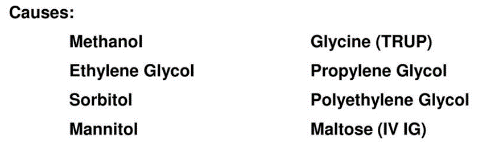 Causes:
Methanol Glycine (TRUP)
Ethylene Glycol Propylene Glycol
Sorbitol Polyethylene Glycol
Mannitol Maltose (IV IG)